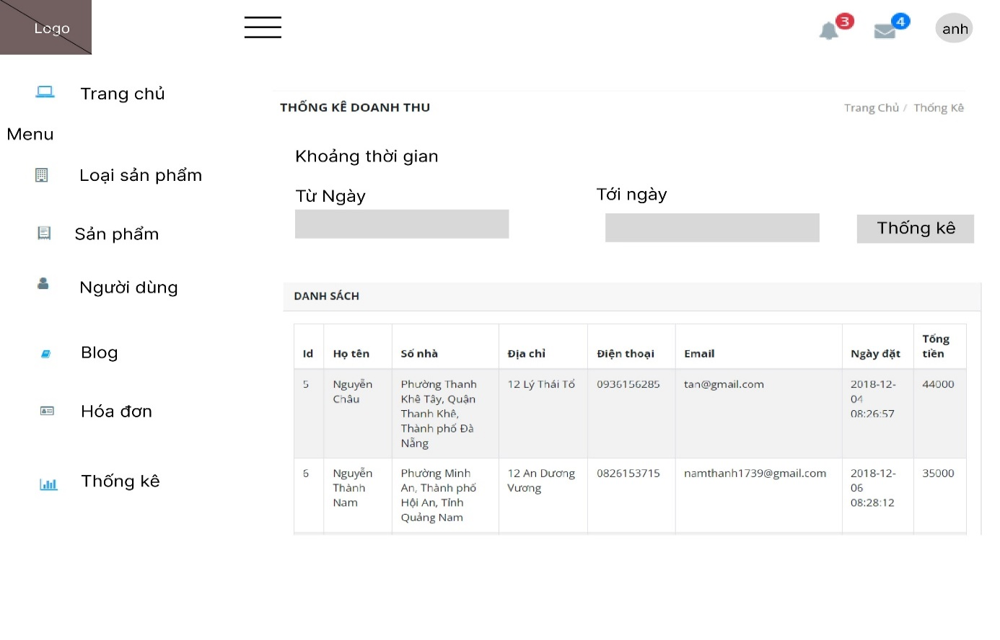 Logo
3
4
anh
Trang chủ
Menu
Loại sản phẩm
Sản phẩm
Người dùng
Blog
Hóa đơn
Thống kê
THỐNG KÊ DOANH THU
Trang Chủ / Thống Kê
Khoảng thời gian
Từ Ngày
Tới ngày
Thống kê
DANH SÁCH
Id
Họ tên
Số nhà
Địa chỉ
Điện thoại
Email
Ngày đặt
Tổng
tiền
5
Nguyễn
Châu
Phường Thanh
Khê Tây, Quận
Thanh Khê,
Thành phố Đà
Nẵng
12 Lý Thái Tổ
0936156285
tan@gmail.com
2018-12-
04
08:26:57
44000
6
Nguyễn
Thành
Nam
Phường Minh
An, Thành phố
Hội An, Tỉnh
Quảng Nam
12 An Dương
Vương
0826153715
namthanh1739@gmail.com
2018-12-
06
08:28:12
35000